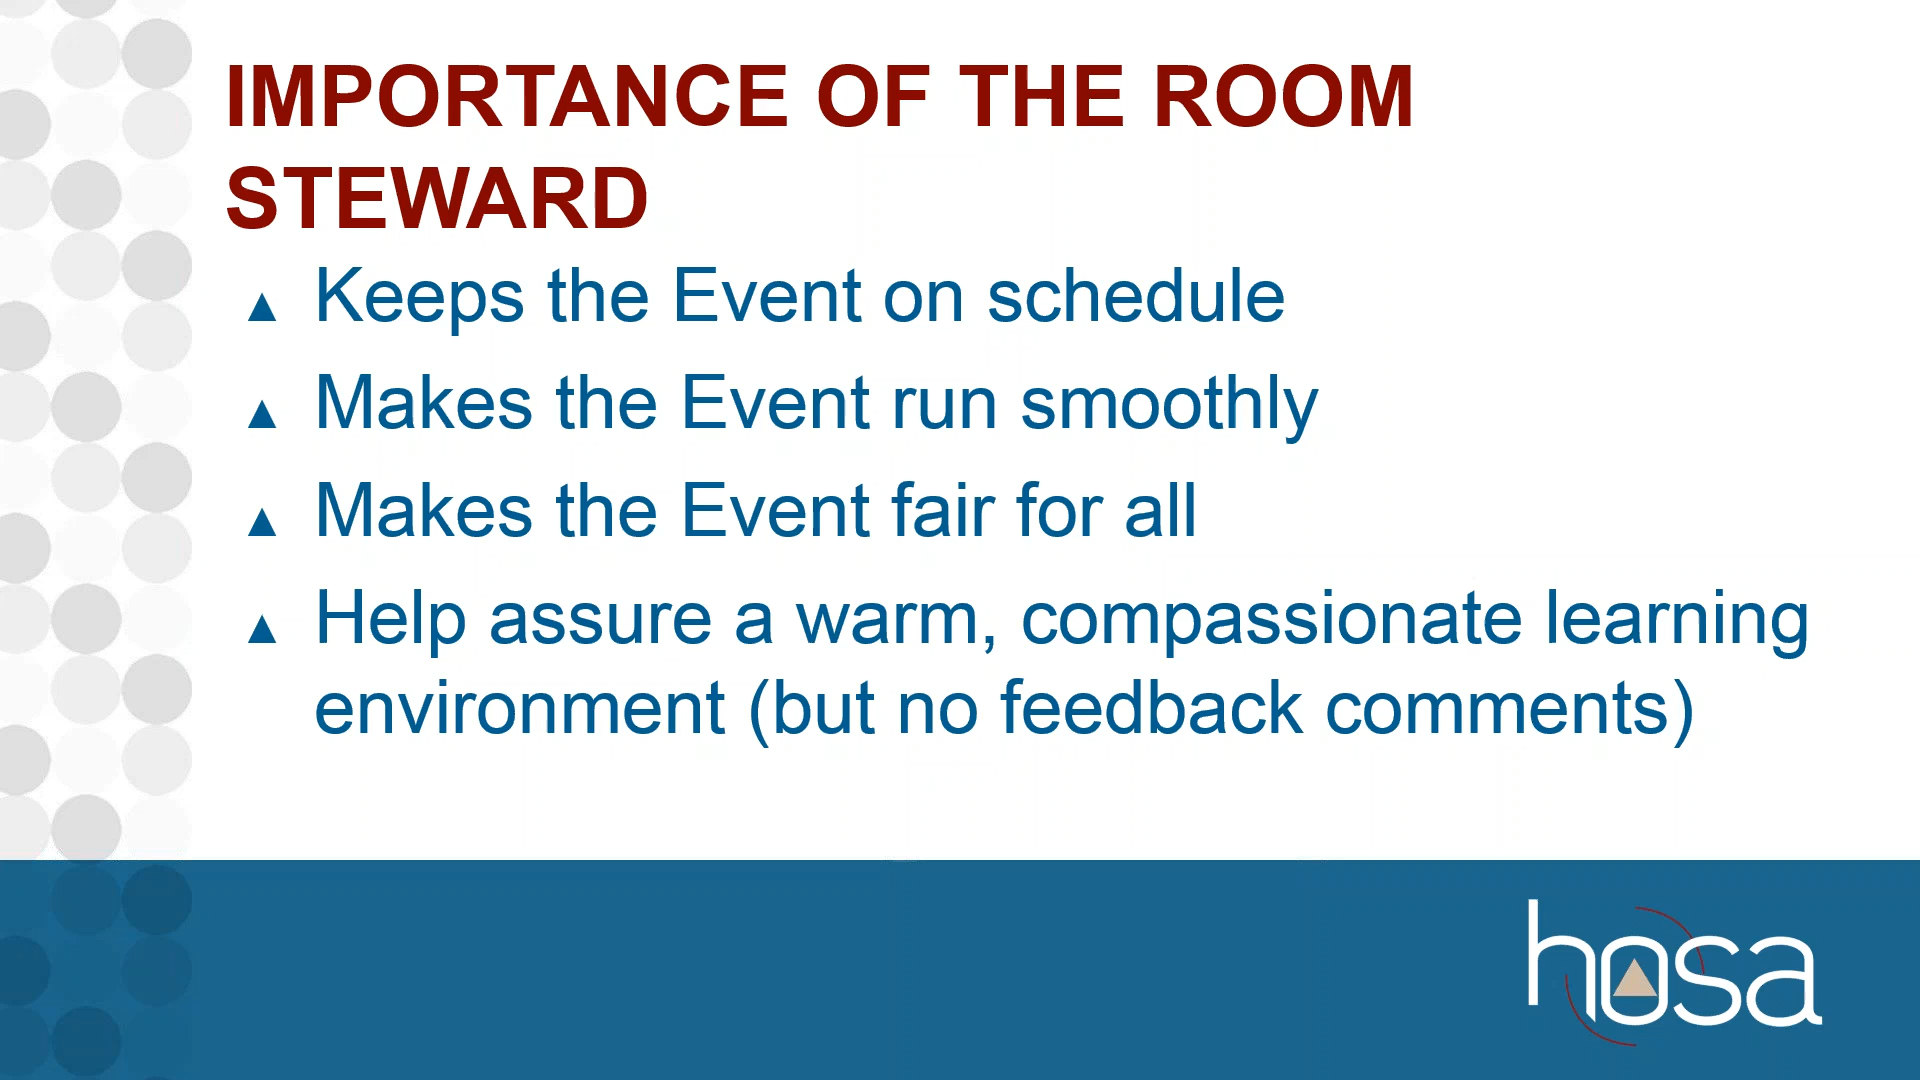 IMPORTANCE OF THE ROOM
STEWARD
▲ Keeps the Event on schedule
▲ Makes the Event run smoothly
▲ Makes the Event fair for all
▲ Help assure a warm, compassionate learning
environment (but no feedback comments)
hosa